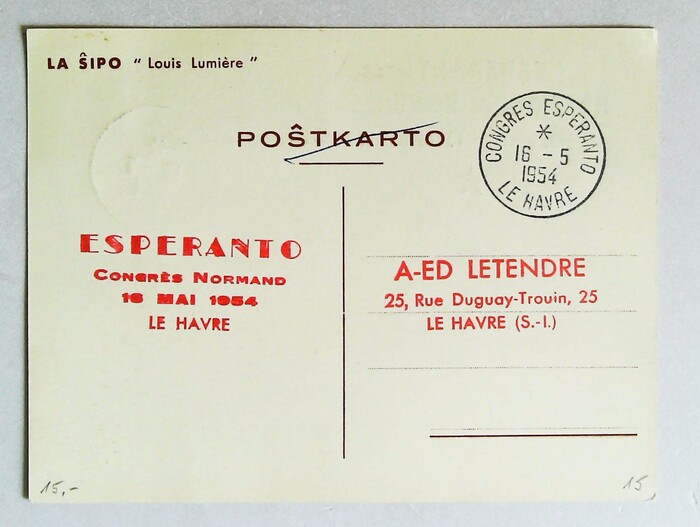 LA ŜIPO " Louis Lumière "
POŜTKARTO
CONGRES ESPERANTO
*
16 - 5
1954
LE HAVRE
ESPERANTO
CONGRÈS NORMAND
16 MAI 1954
LE HAVRE
A-ED LETENDRE
25, Rue Duguay-Trouin, 25
LE HAVRE (S.-I.)
15,-
15